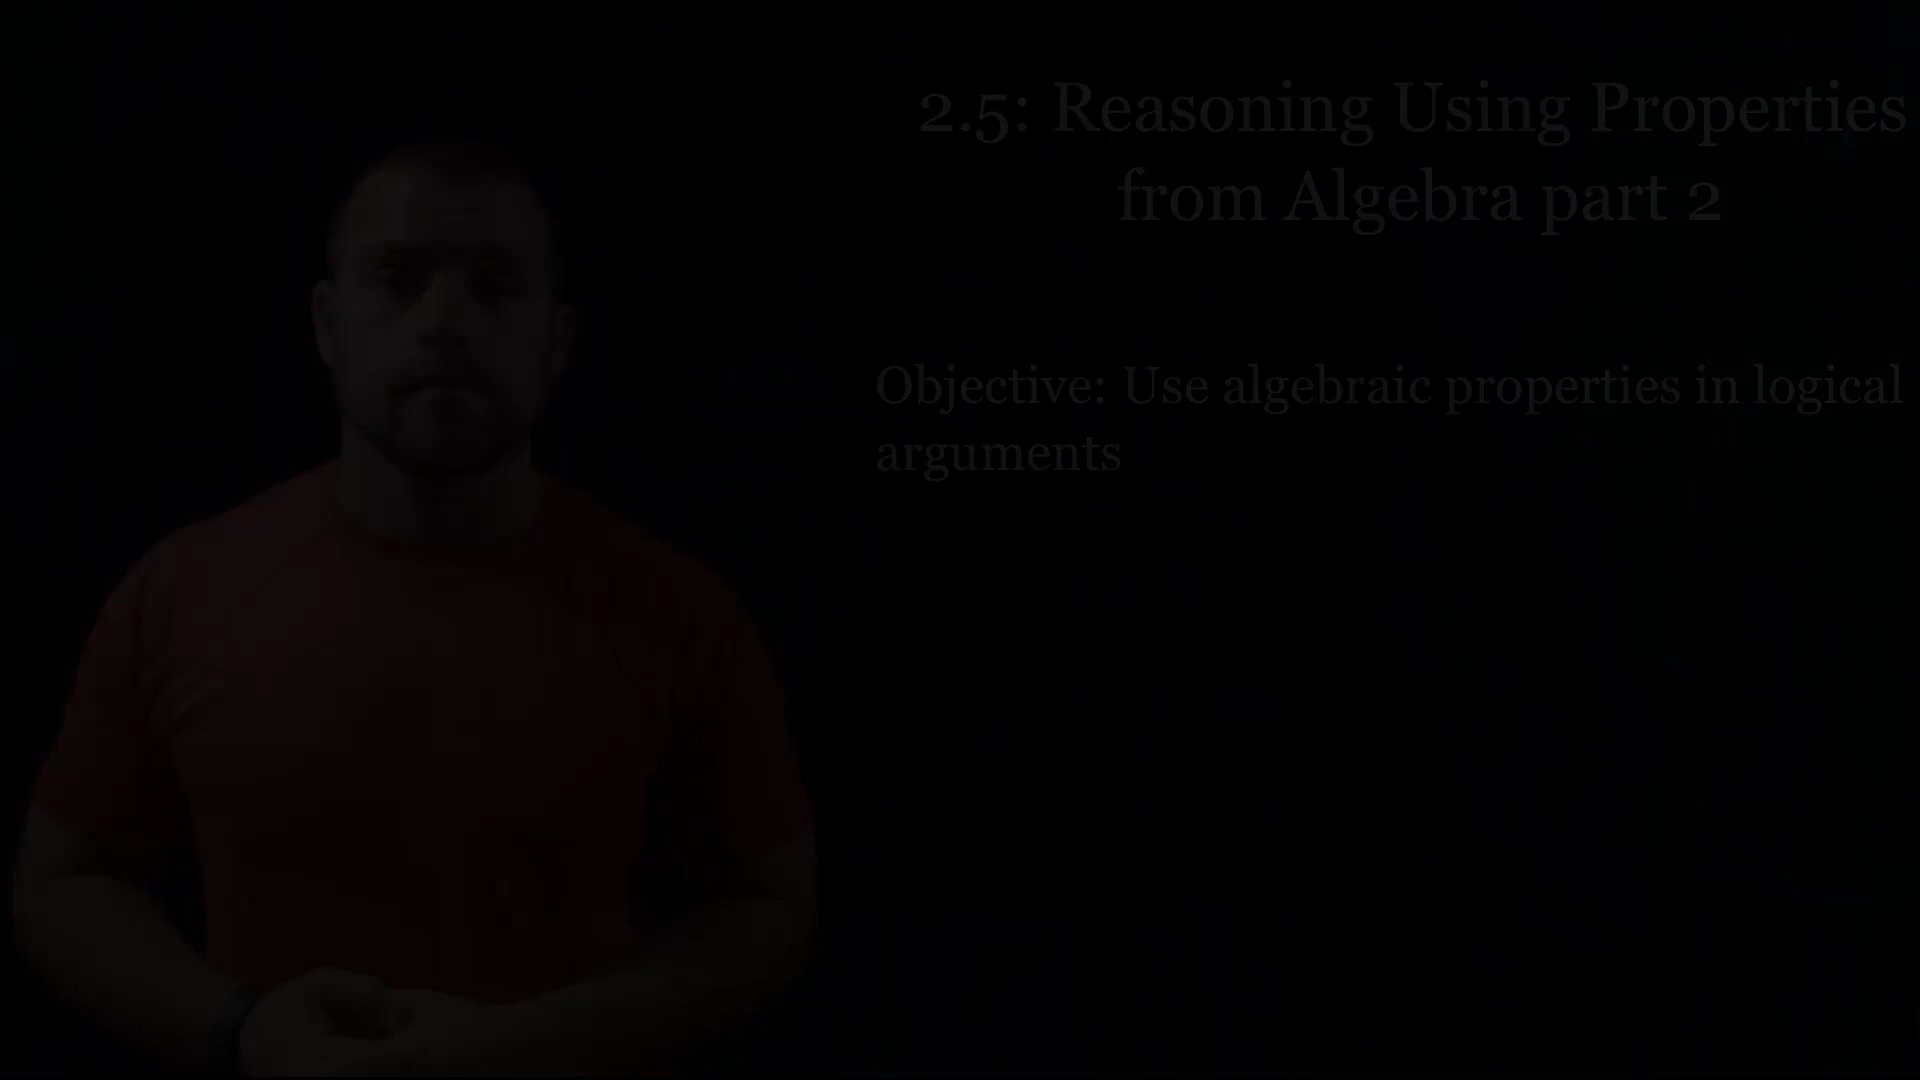 2.5: Reasoning Using Properties
from Algebra part 2
Objective: Use algebraic properties in logical
arguments